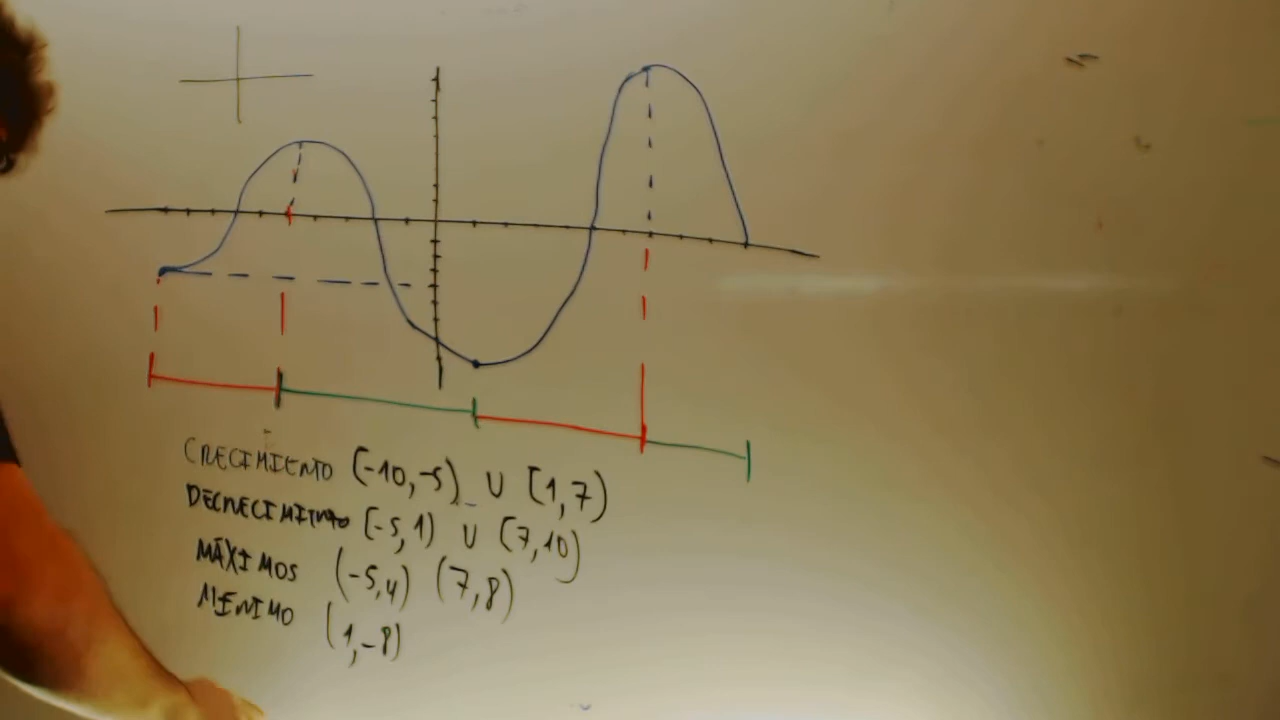 CRECIMIENTO (-10,-5) U (1,7)
DECRECIMIENTO (-5,1) U (7,10)
MÁXIMOS (-5,4) (7,8)
MÍNIMO (1,-8)